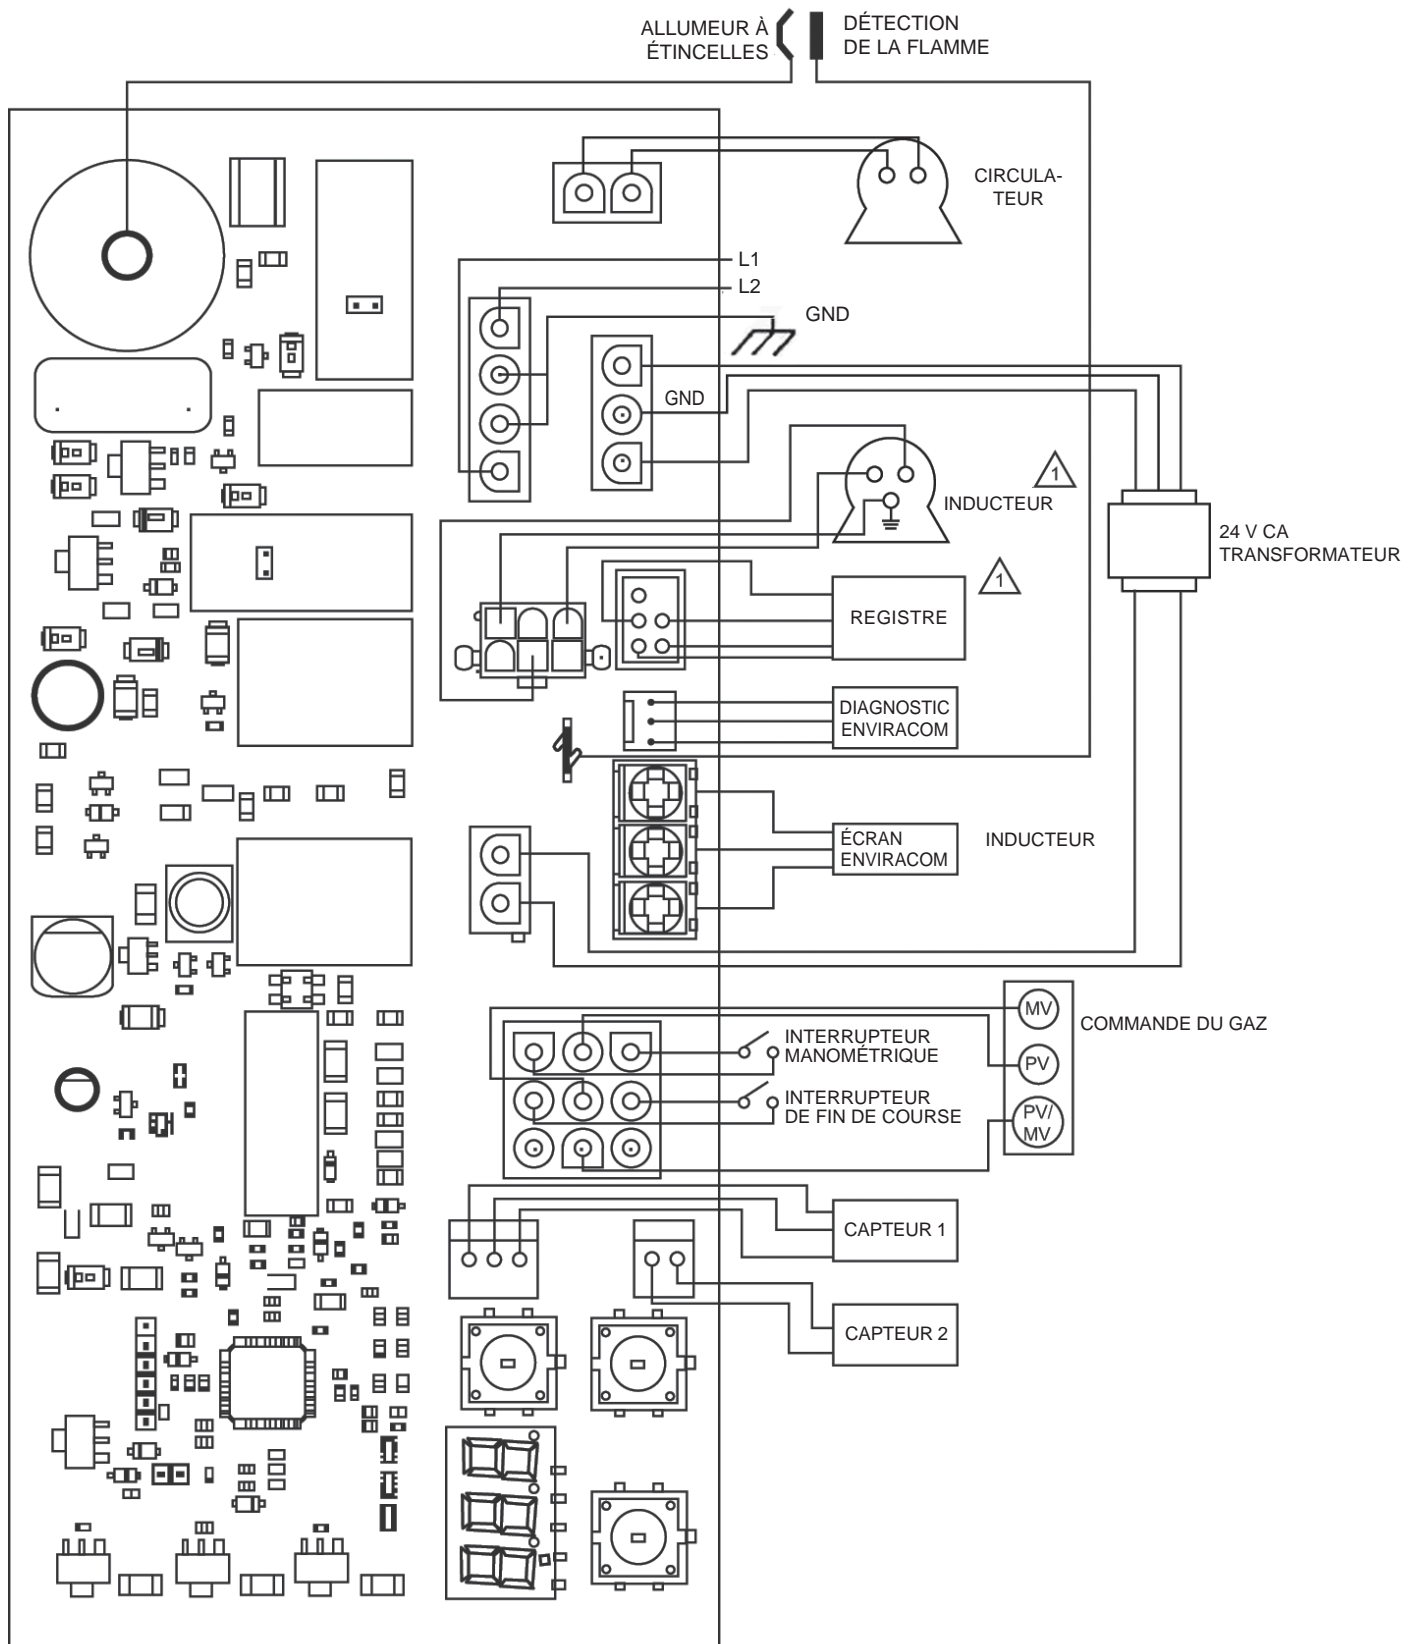 ALLUMEUR À
ÉTINCELLES
DÉTECTION
DE LA FLAMME
CIRCULA-
TEUR
L1
L2
GND
GND
INDUCTEUR
1
24 V CA
TRANSFORMATEUR
1
REGISTRE
DIAGNOSTIC
ENVIRACOM
ÉCRAN
ENVIRACOM
INDUCTEUR
MV
COMMANDE DU GAZ
INTERRUPTEUR
MANOMÉTRIQUE
PV
INTERRUPTEUR
DE FIN DE COURSE
PV/
MV
CAPTEUR 1
CAPTEUR 2